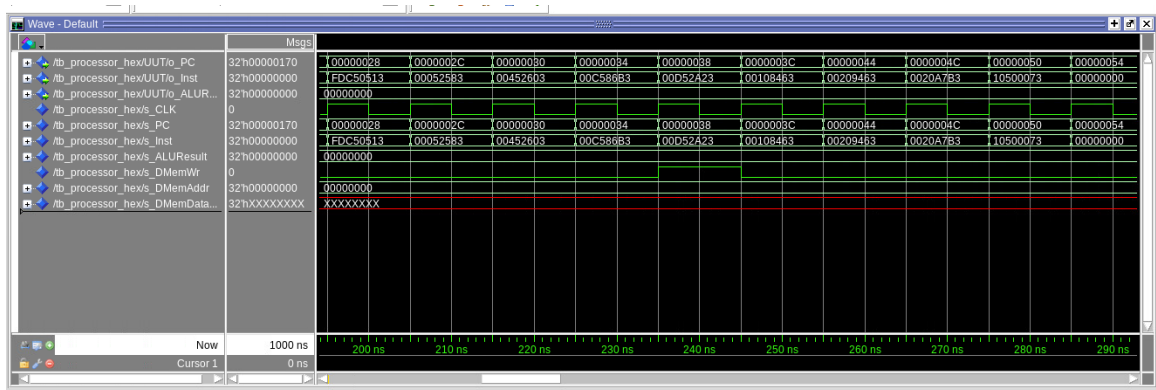 Wave - Default
Msgs
/tb_processor_hex/UUT/o_PC 32'h00000170 00000028 0000002C 00000030 00000034 00000038 0000003C 00000044 0000004C 00000050 00000054
/tb_processor_hex/UUT/o_Inst 32'h00000000 FDC50513 00052583 00452603 00C586B3 00D52A23 00108463 00209463 0020A7B3 10500073 00000000
/tb_processor_hex/UUT/o_ALUR... 32'h00000000 00000000
/tb_processor_hex/s_CLK 0
/tb_processor_hex/s_PC 32'h00000170 00000028 0000002C 00000030 00000034 00000038 0000003C 00000044 0000004C 00000050 00000054
/tb_processor_hex/s_Inst 32'h00000000 FDC50513 00052583 00452603 00C586B3 00D52A23 00108463 00209463 0020A7B3 10500073 00000000
/tb_processor_hex/s_ALUResult 32'h00000000 00000000
/tb_processor_hex/s_DMemWr 0
/tb_processor_hex/s_DMemAddr 32'h00000000 00000000
/tb_processor_hex/s_DMemData... 32'hXXXXXXXX XXXXXXXX
Now 1000 ns 200 ns 210 ns 220 ns 230 ns 240 ns 250 ns 260 ns 270 ns 280 ns 290 ns
Cursor 1 0 ns